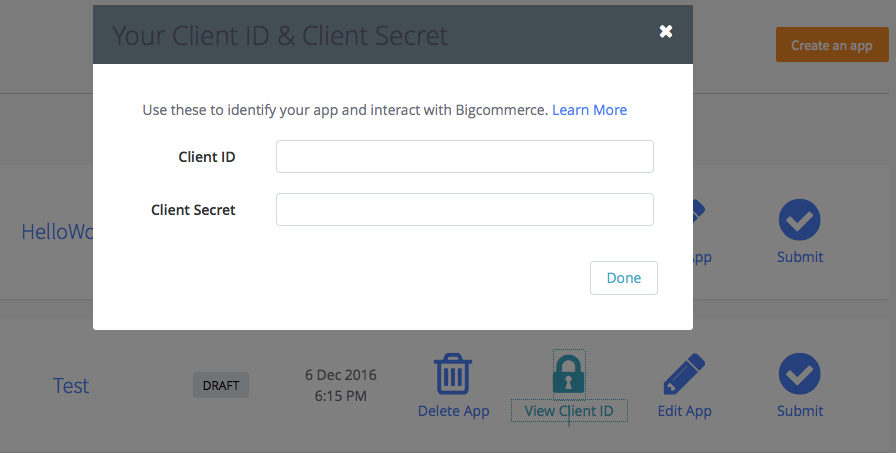 Your Client ID & Client Secret
Create an app
Use these to identify your app and interact with Bigcommerce. Learn More
Client ID
Client Secret
Done
HelloWo
pp
Submit
Test
DRAFT
6 Dec 2016
6:15 PM
Delete App
View Client ID
Edit App
Submit